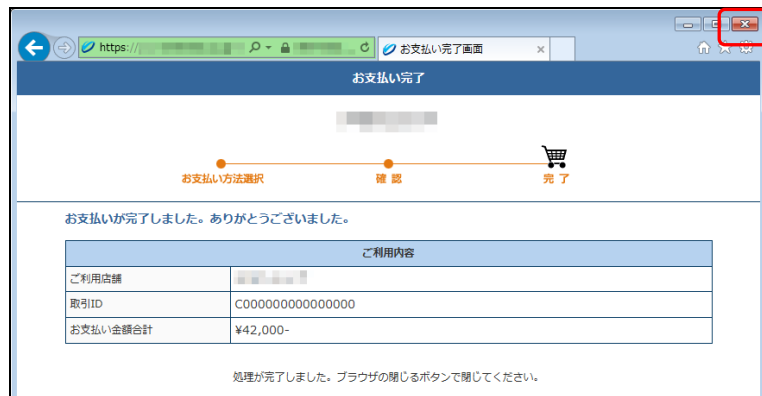 https://
お支払い完了画面
お支払い完了
お支払い方法選択
確認
完了
お支払いが完了しました。ありがとうございました。
ご利用内容
ご利用店舗
取引ID C000000000000000
お支払い金額合計 ¥42,000-
処理が完了しました。ブラウザの閉じるボタンで閉じてください。